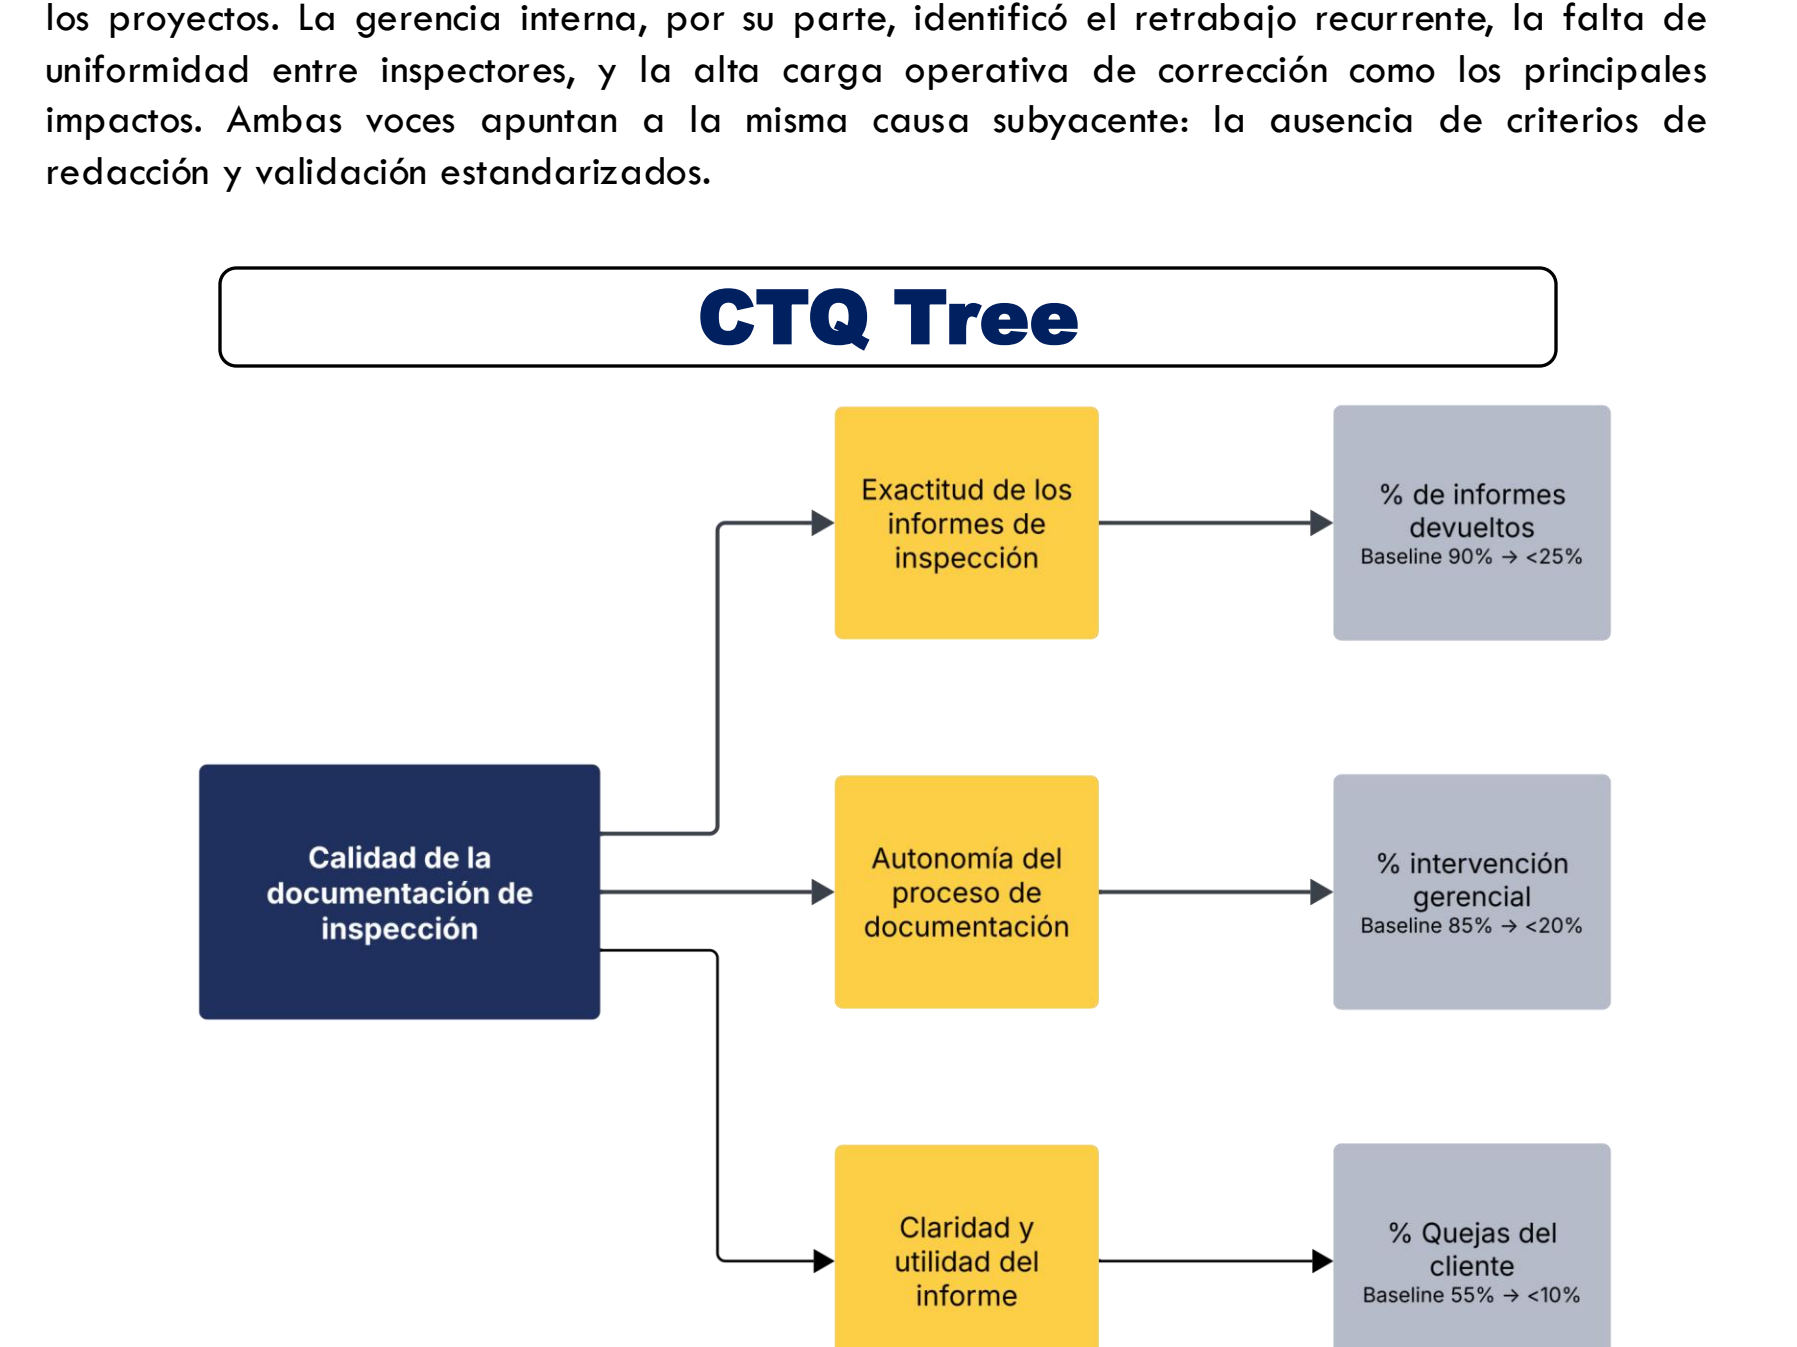 los proyectos. La gerencia interna, por su parte, identificó el retrabajo recurrente, la falta de
uniformidad entre inspectores, y la alta carga operativa de corrección como los principales
impactos. Ambas voces apuntan a la misma causa subyacente: la ausencia de criterios de
redacción y validación estandarizados.
CTQ Tree
Exactitud de los
informes de
inspección
% de informes
devueltos
Baseline 90% → <25%
Calidad de la
documentación de
inspección
Autonomía del
proceso de
documentación
% intervención
gerencial
Baseline 85% → <20%
Claridad y
utilidad del
informe
% Quejas del
cliente
Baseline 55% → <10%